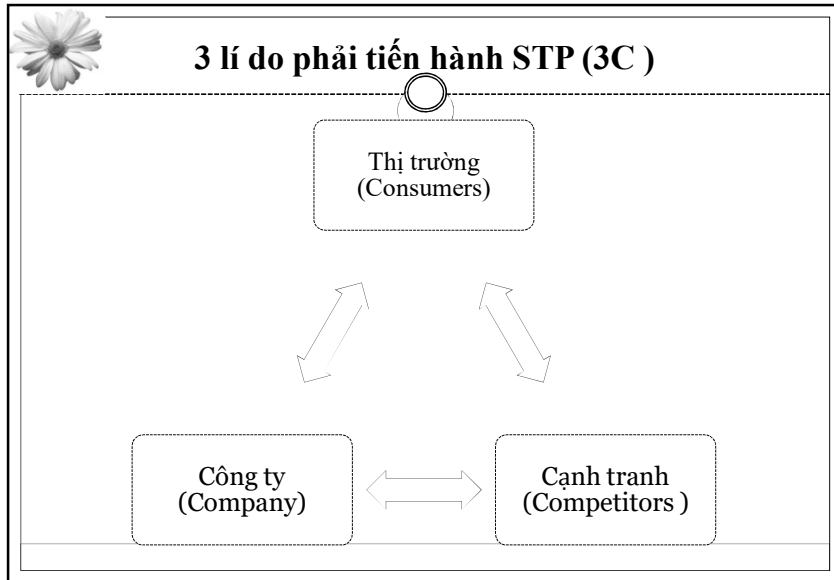 3 lí do phải tiến hành STP (3C )
Thị trường
(Consumers)
Công ty
(Company)
Cạnh tranh
(Competitors )